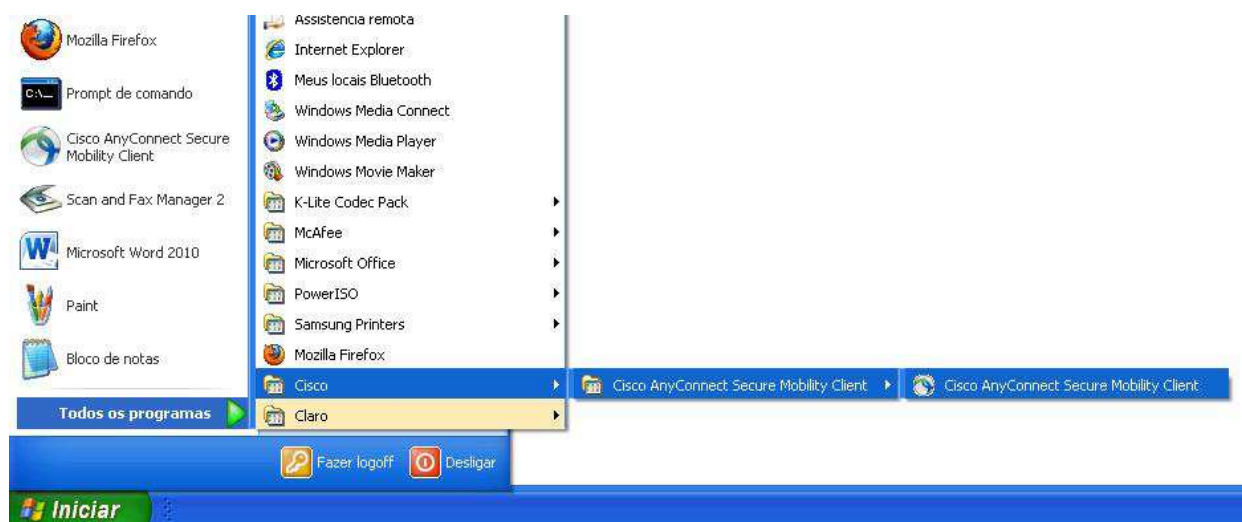 Mozilla Firefox
Prompt de comando
Cisco AnyConnect Secure
Mobility Client
Scan and Fax Manager 2
Microsoft Word 2010
Paint
Bloco de notas
Todos os programas
Assistência remota
Internet Explorer
Meus locais Bluetooth
Windows Media Connect
Windows Media Player
Windows Movie Maker
K-Lite Codec Pack
McAfee
Microsoft Office
PowerISO
Samsung Printers
Mozilla Firefox
Cisco
Claro
Cisco AnyConnect Secure Mobility Client
Cisco AnyConnect Secure Mobility Client
Fazer logoff
Desligar
Iniciar